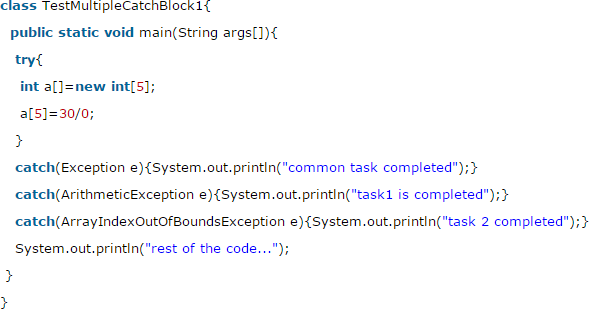 class TestMultipleCatchBlock1{
public static void main(String args[]){
try{
int a[]=new int[5];
a[5]=30/0;
}
catch(Exception e){System.out.println("common task completed");}
catch(ArithmeticException e){System.out.println("task1 is completed");}
catch(ArrayIndexOutOfBoundsException e){System.out.println("task 2 completed");}
System.out.println("rest of the code...");
}
}